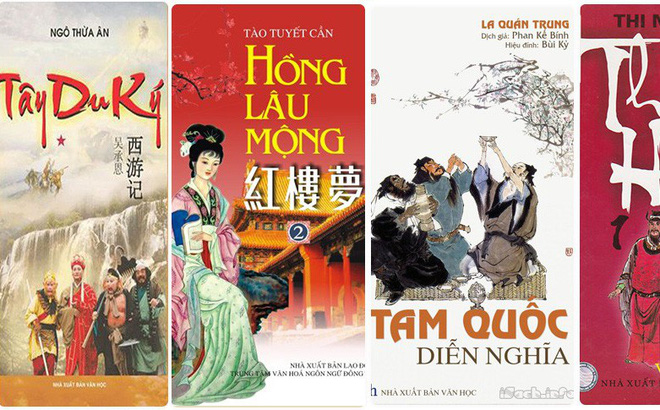 NGÔ THỪA ÂN
Tây Du Ký
西游记
吴承恩
NHÀ XUẤT BẢN VĂN HỌC
TÀO TUYẾT CẦN
HỒNG
LÂU
MỘNG
紅樓夢
2
NHÀ XUẤT BẢN LAO Đ
TRUNG TÂM VĂN HOÁ NGÔN NGỮ ĐÔNG
LA QUÁN TRUNG
Dịch giả: Phan Kế Bính
Hiệu đính: Bùi Kỷ
TAM QUỐC
DIỄN NGHĨA
NHÀ XUẤT BẢN VĂN HỌC
THI N
Th
H
1
NHÀ XUẤT